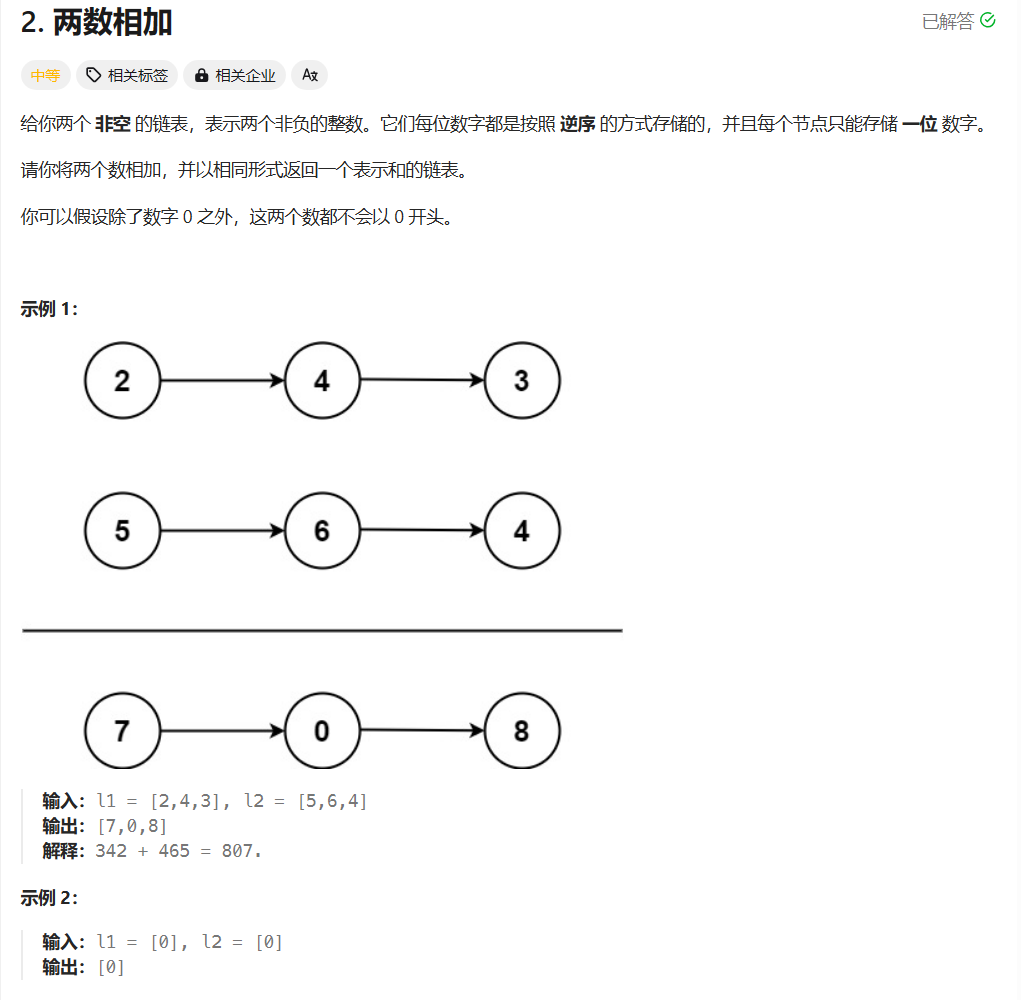 2. 两数相加
已解答
中等 相关标签 相关企业
给你两个 非空 的链表，表示两个非负的整数。它们每位数字都是按照 逆序 的方式存储的，并且每个节点只能存储 一位 数字。
请你将两个数相加，并以相同形式返回一个表示和的链表。
你可以假设除了数字 0 之外，这两个数都不会以 0 开头。
示例 1：
2 4 3
5 6 4
7 0 8
输入：l1 = [2,4,3], l2 = [5,6,4]
输出：[7,0,8]
解释：342 + 465 = 807.
示例 2：
输入：l1 = [0], l2 = [0]
输出：[0]